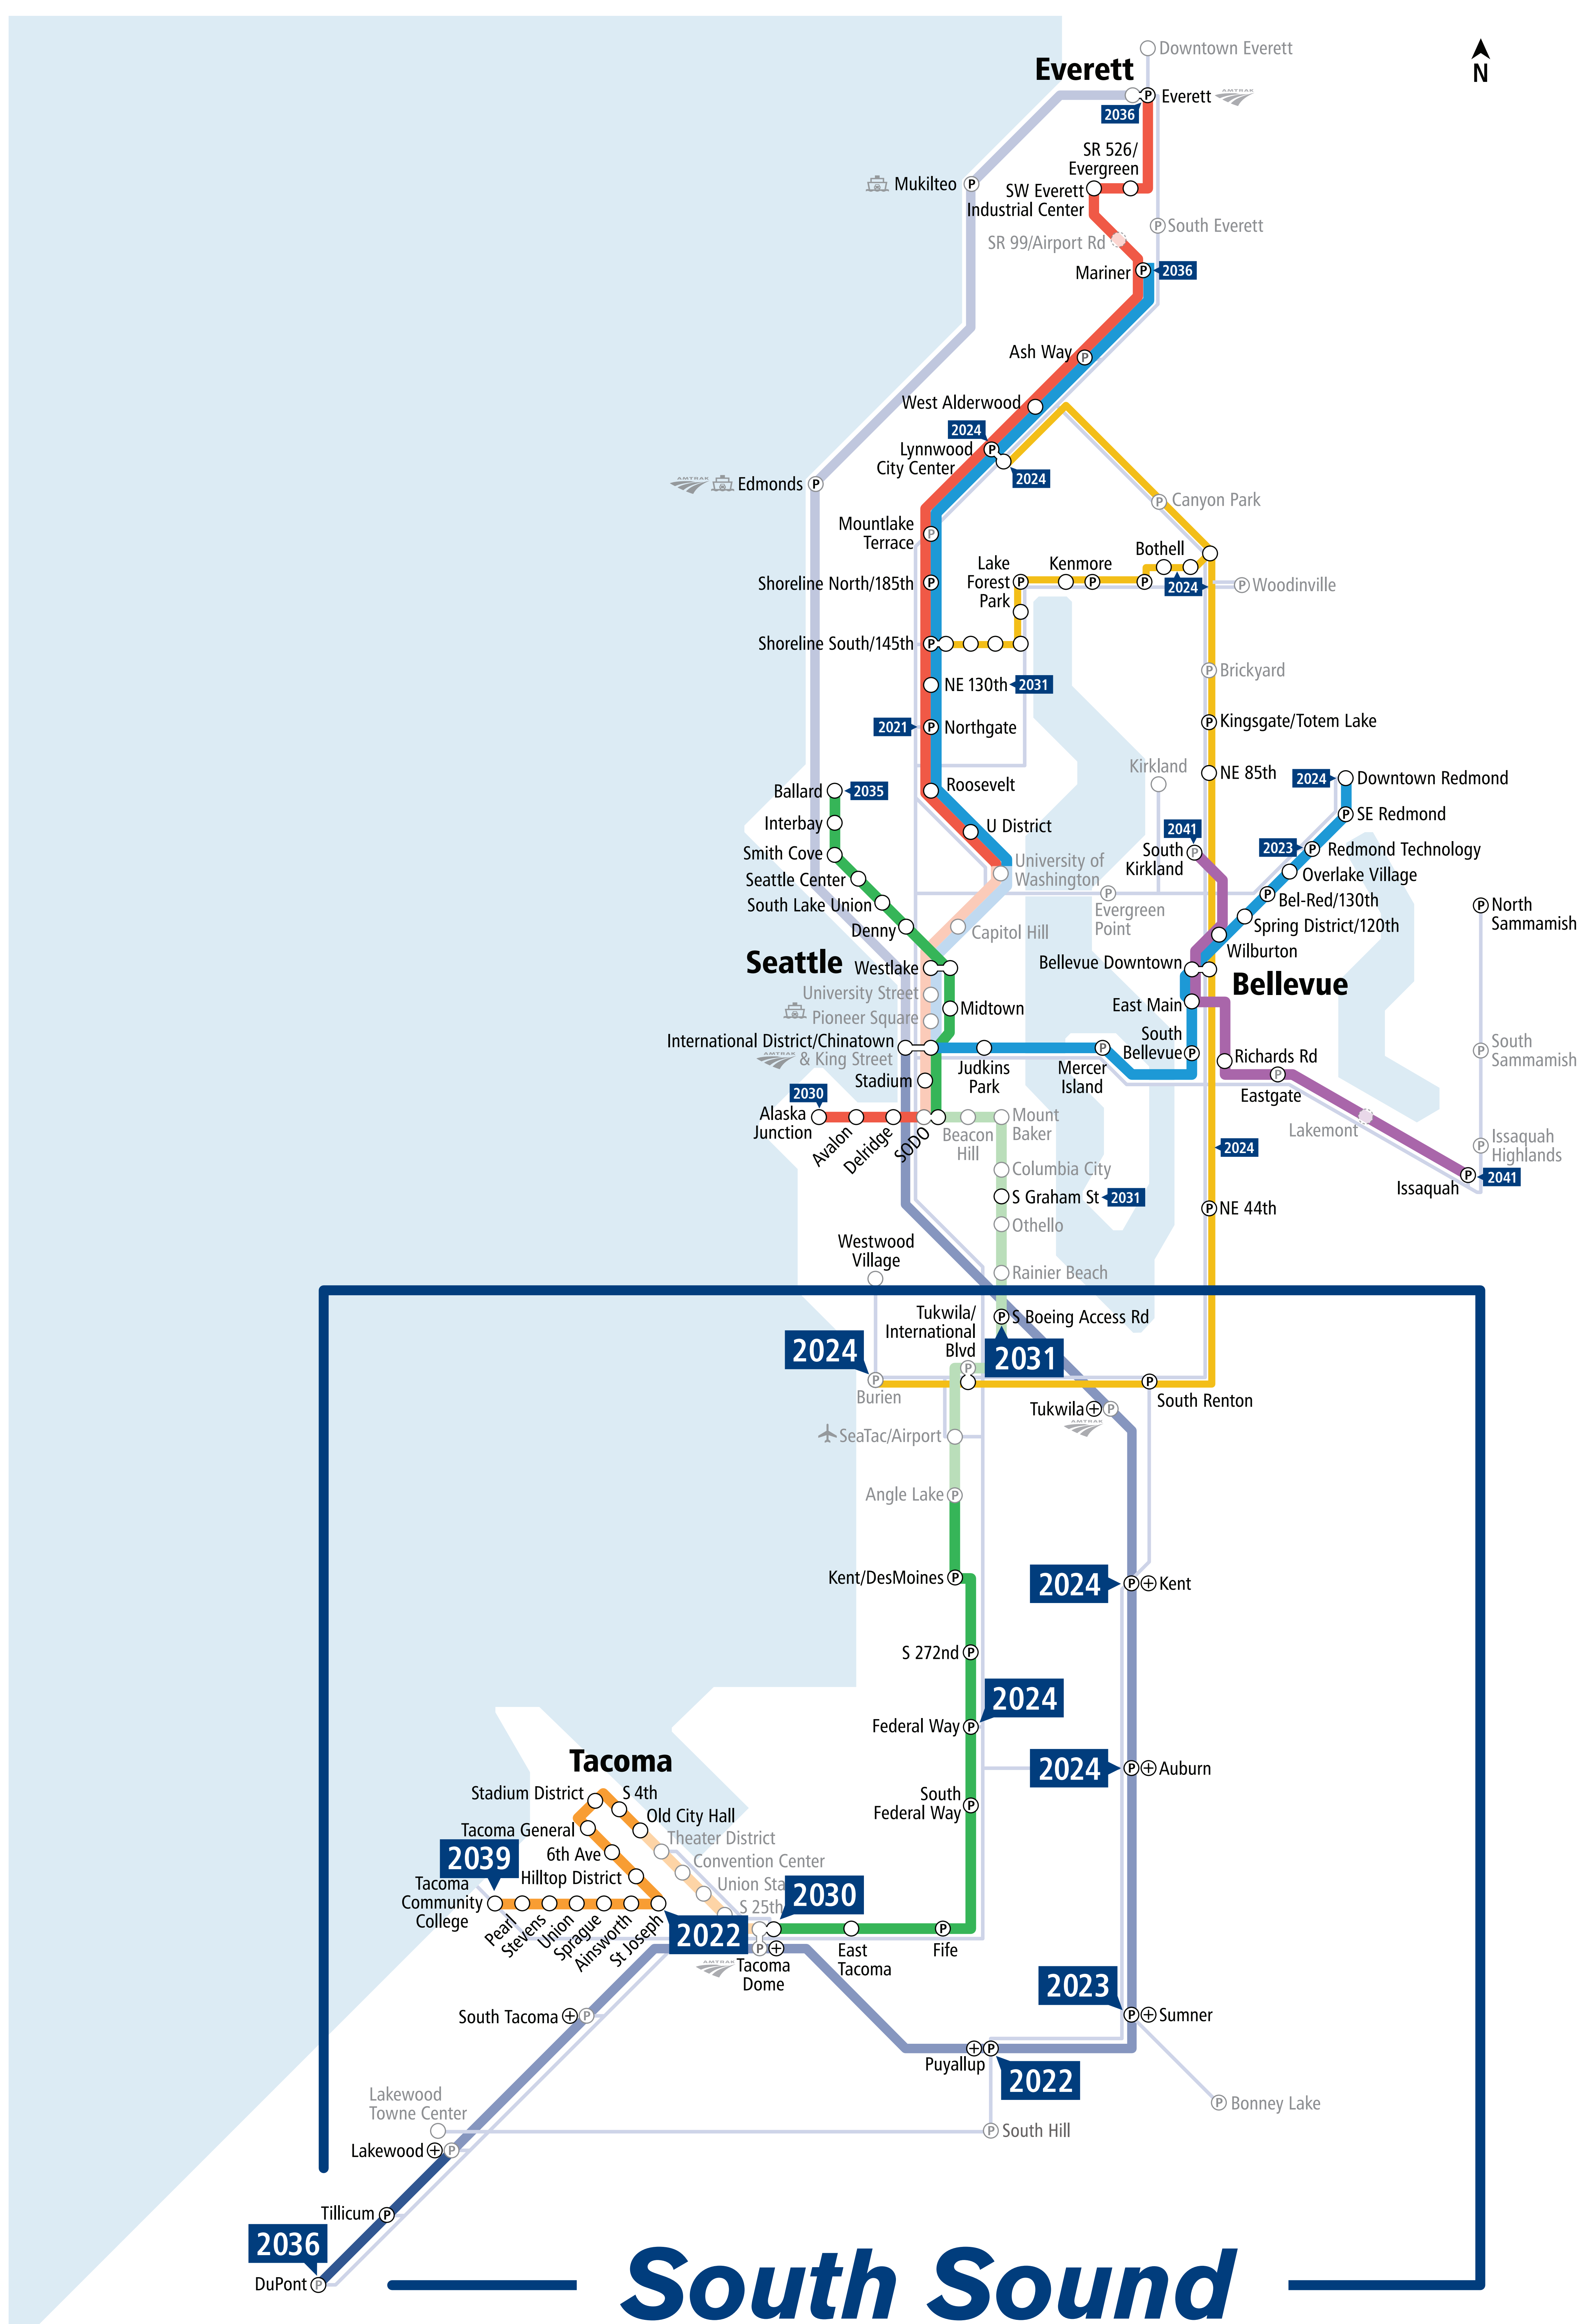 Downtown Everett
N
Everett
P
Everett
AMTRAK
2036
SR 526/
Evergreen
P
Mukilteo
SW Everett
Industrial Center
P
South Everett
SR 99/Airport Rd
Mariner
P
2036
Ash Way
P
West Alderwood
2024
Lynnwood
City Center
P
2024
AMTRAK
Edmonds
P
P
Canyon Park
Mountlake
Terrace
P
Bothell
Lake
Forest
Park
Kenmore
Shoreline North/185th
P
P
P
P
2024
P
Woodinville
Shoreline South/145th
P
P
Brickyard
NE 130th
2031
2021
P
Northgate
P
Kingsgate/Totem Lake
Kirkland
NE 85th
2024
Downtown Redmond
Ballard
2035
Roosevelt
Interbay
U District
2041
P
SE Redmond
Smith Cove
South
Kirkland
P
2023
P
Redmond Technology
University of
Washington
Seattle Center
Overlake Village
South Lake Union
P
Evergreen
Point
P
Bel-Red/130th
P
North
Sammamish
Denny
Capitol Hill
Spring District/120th
Wilburton
Seattle
Westlake
Bellevue Downtown
Bellevue
University Street
Midtown
East Main
Pioneer Square
International District/Chinatown
& King Street
AMTRAK
South
Bellevue
P
P
South
Sammamish
Judkins
Park
Mercer
Island
P
Richards Rd
Stadium
P
Eastgate
2030
Alaska
Junction
Avalon
Delridge
SODO
Beacon
Hill
Mount
Baker
Lakemont
P
Issaquah
Highlands
2024
Columbia City
Issaquah
P
2041
S Graham St
2031
P
NE 44th
Othello
Westwood
Village
Rainier Beach
Tukwila/
International
Blvd
P
S Boeing Access Rd
2024
2031
P
P
Burien
P
South Renton
Tukwila
P
AMTRAK
SeaTac/Airport
Angle Lake
P
Kent/DesMoines
P
2024
P
Kent
S 272nd
P
2024
Federal Way
P
Tacoma
2024
P
Auburn
Stadium District
S 4th
South
Federal Way
P
Old City Hall
Tacoma General
Theater District
6th Ave
Convention Center
2039
Hilltop District
Union Sta
2030
Tacoma
Community
College
S 25th
Pearl
Stevens
Union
Sprague
Ainsworth
St Joseph
2022
P
Tacoma
Dome
AMTRAK
East
Tacoma
P
Fife
2023
South Tacoma
P
P
Sumner
Puyallup
P
2022
Lakewood
Towne Center
P
Bonney Lake
P
South Hill
Lakewood
P
Tillicum
P
2036
DuPont
P
South Sound